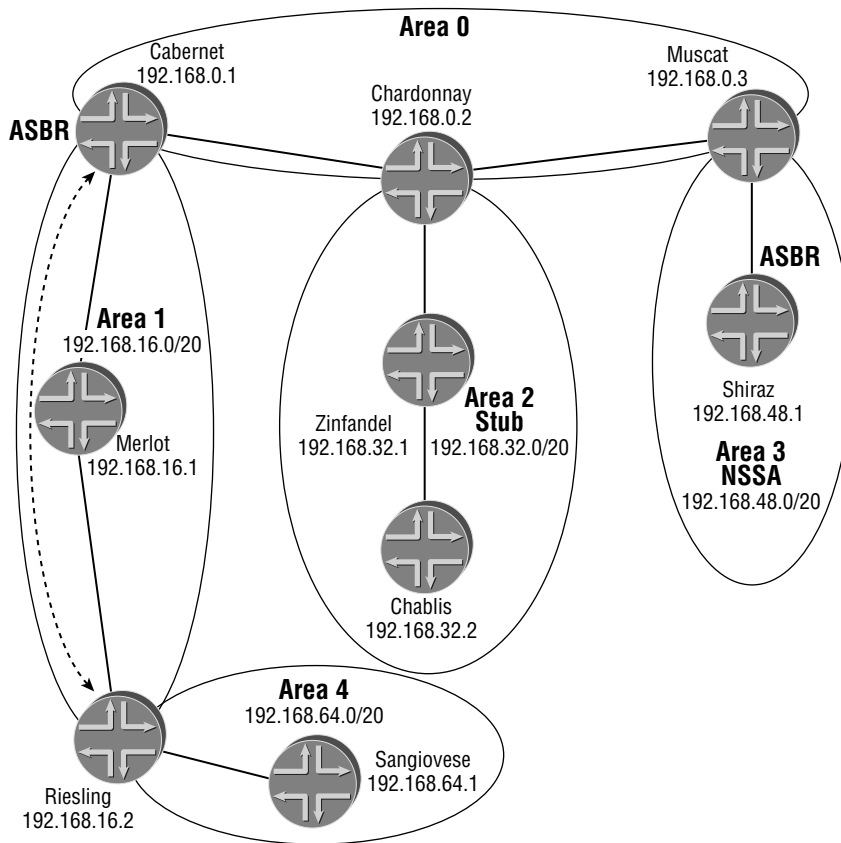 Area 0
Cabernet
192.168.0.1
Muscat
192.168.0.3
Chardonnay
192.168.0.2
ASBR
ASBR
Area 1
192.168.16.0/20
Merlot
192.168.16.1
Zinfandel
192.168.32.1
Area 2
Stub
192.168.32.0/20
Shiraz
192.168.48.1
Area 3
NSSA
192.168.48.0/20
Chablis
192.168.32.2
Area 4
192.168.64.0/20
Sangiovese
192.168.64.1
Riesling
192.168.16.2